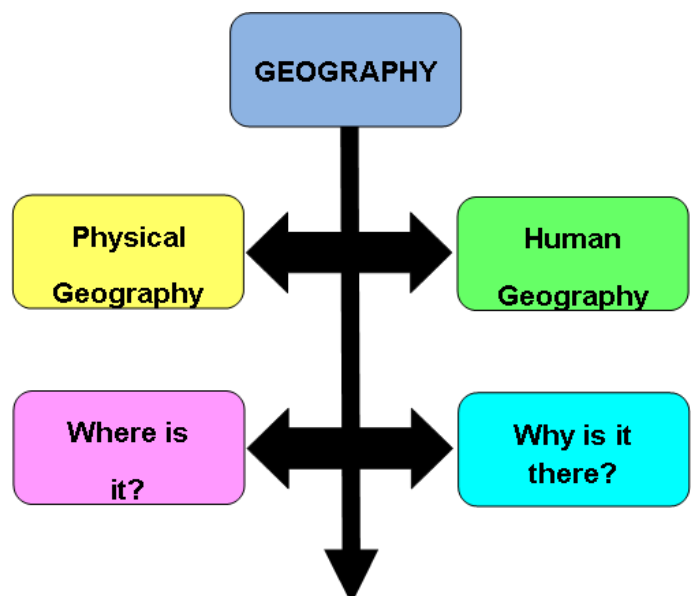 GEOGRAPHY
Physical
Geography
Human
Geography
Where is
it?
Why is it
there?